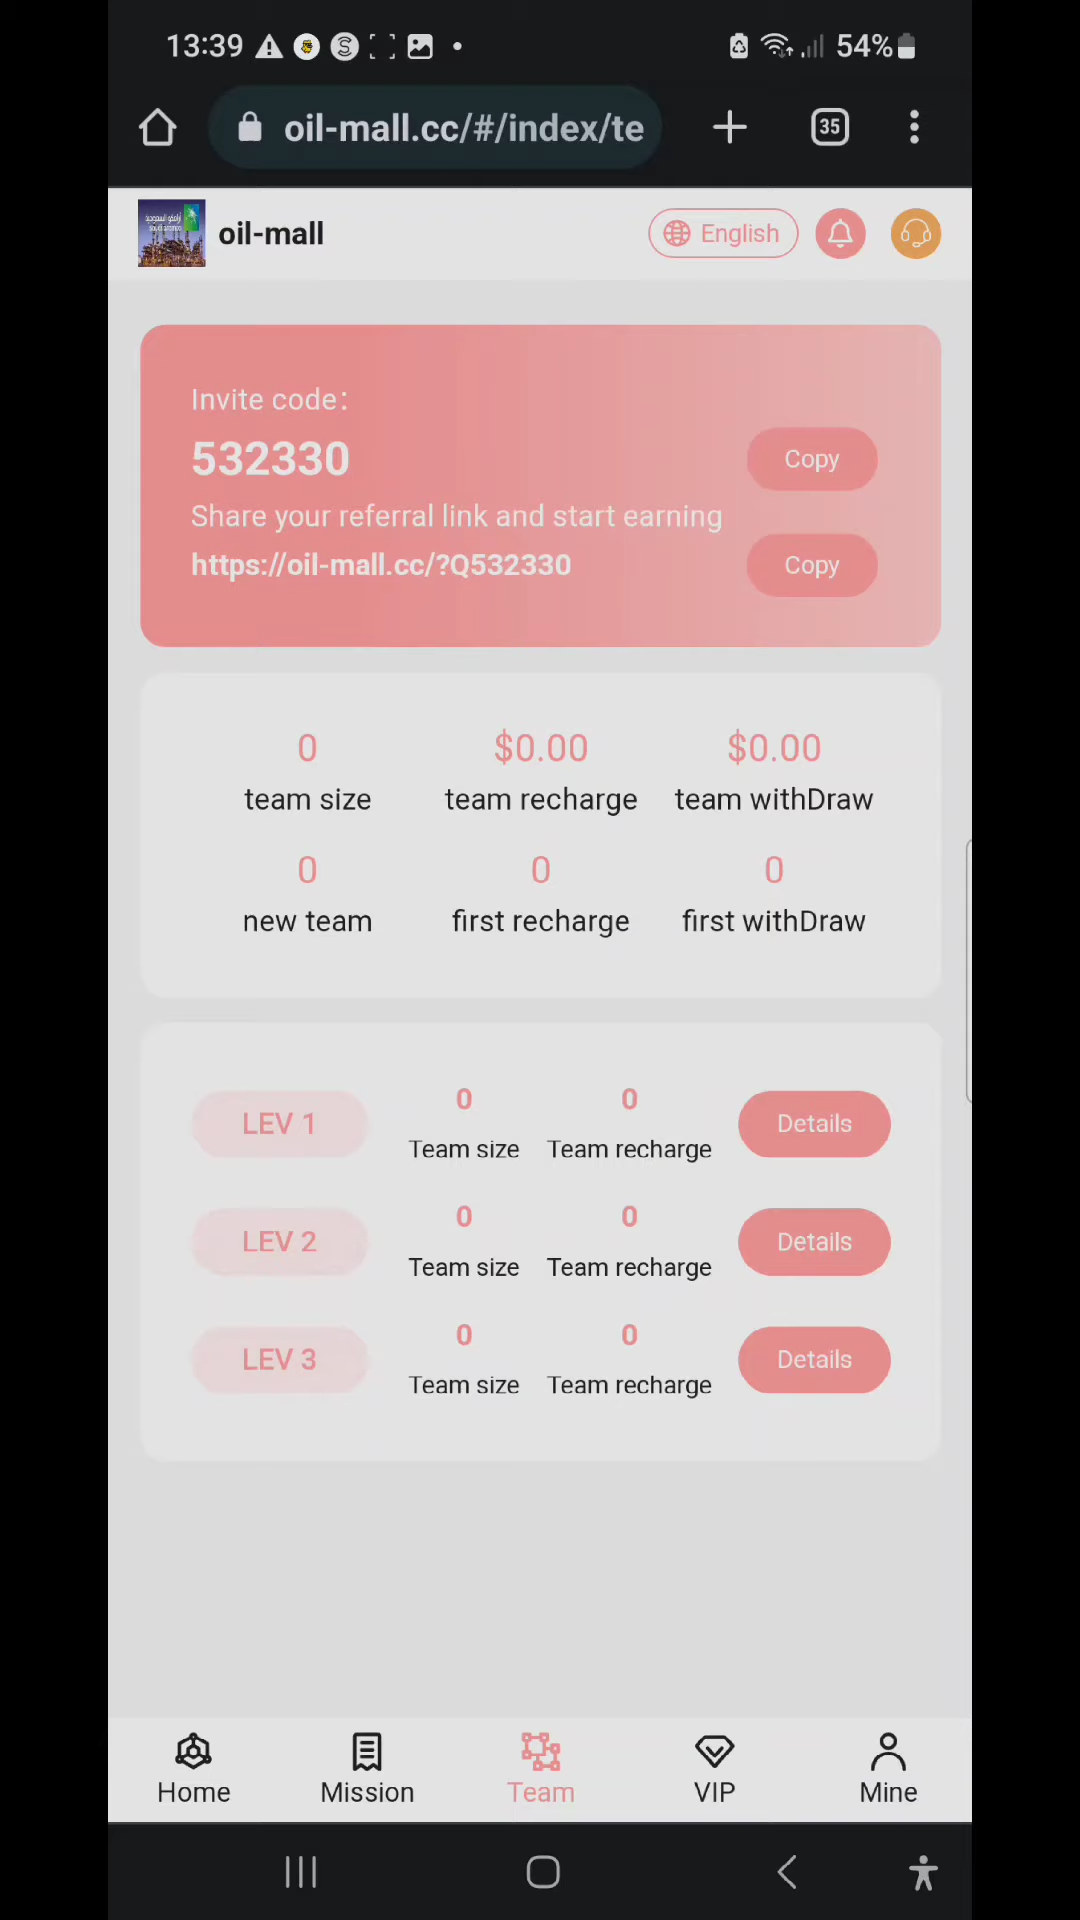 13:39
54%
oil-mall.cc/#/index/te
35
أرامكو السعودية
saudi aramco
oil-mall
English
Invite code:
532330
Copy
Share your referral link and start earning
https://oil-mall.cc/?Q532330
Copy
0
$0.00
$0.00
team size
team recharge
team withDraw
0
0
0
new team
first recharge
first withDraw
LEV 1
0
0
Team size
Team recharge
Details
LEV 2
0
0
Team size
Team recharge
Details
LEV 3
0
0
Team size
Team recharge
Details
Home
Mission
Team
VIP
Mine